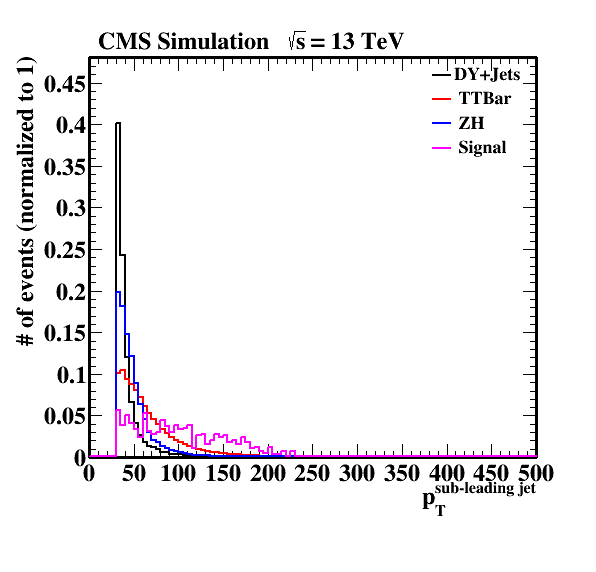 CMS Simulation √s = 13 TeV
# of events (normalized to 1)
0.45
0.4
0.35
0.3
0.25
0.2
0.15
0.1
0.05
0
DY+Jets
TTBar
ZH
Signal
0 50 100 150 200 250 300 350 400 450 500
p_T^sub-leading jet